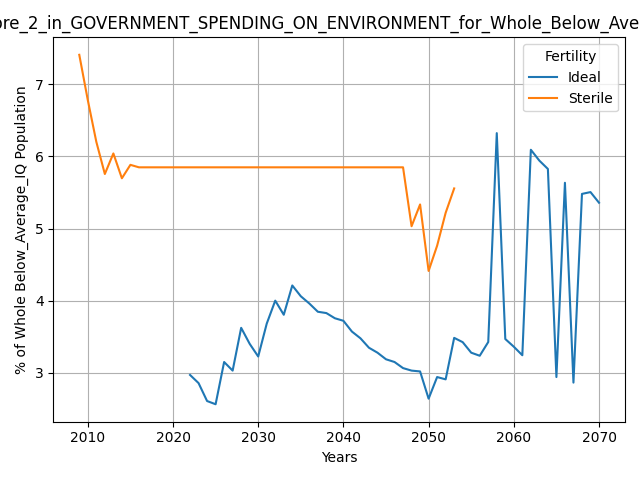 ore_2_in_GOVERNMENT_SPENDING_ON_ENVIRONMENT_for_Whole_Below_Ave
Fertility
Ideal
Sterile
% of Whole Below_Average_IQ Population
7
6
5
4
3
2010 2020 2030 2040 2050 2060 2070
Years